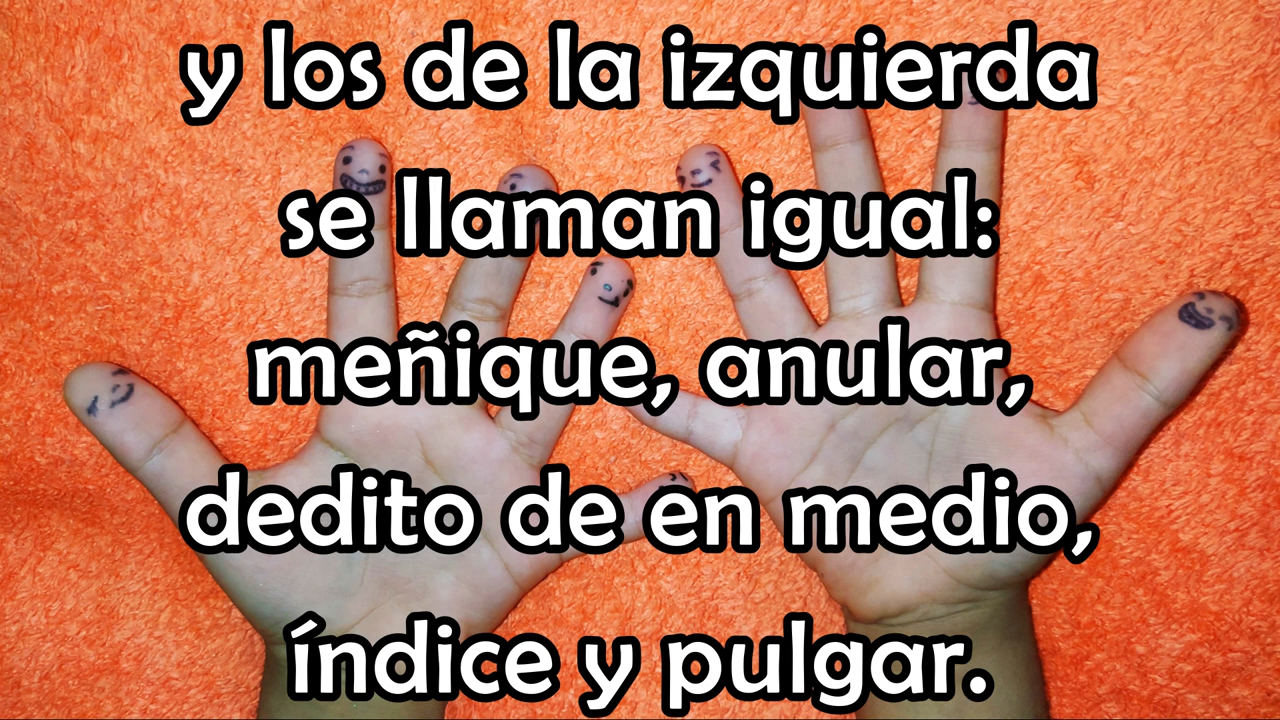 y los de la izquierda
se llaman igual:
meñique, anular,
dedito de en medio,
índice y pulgar.